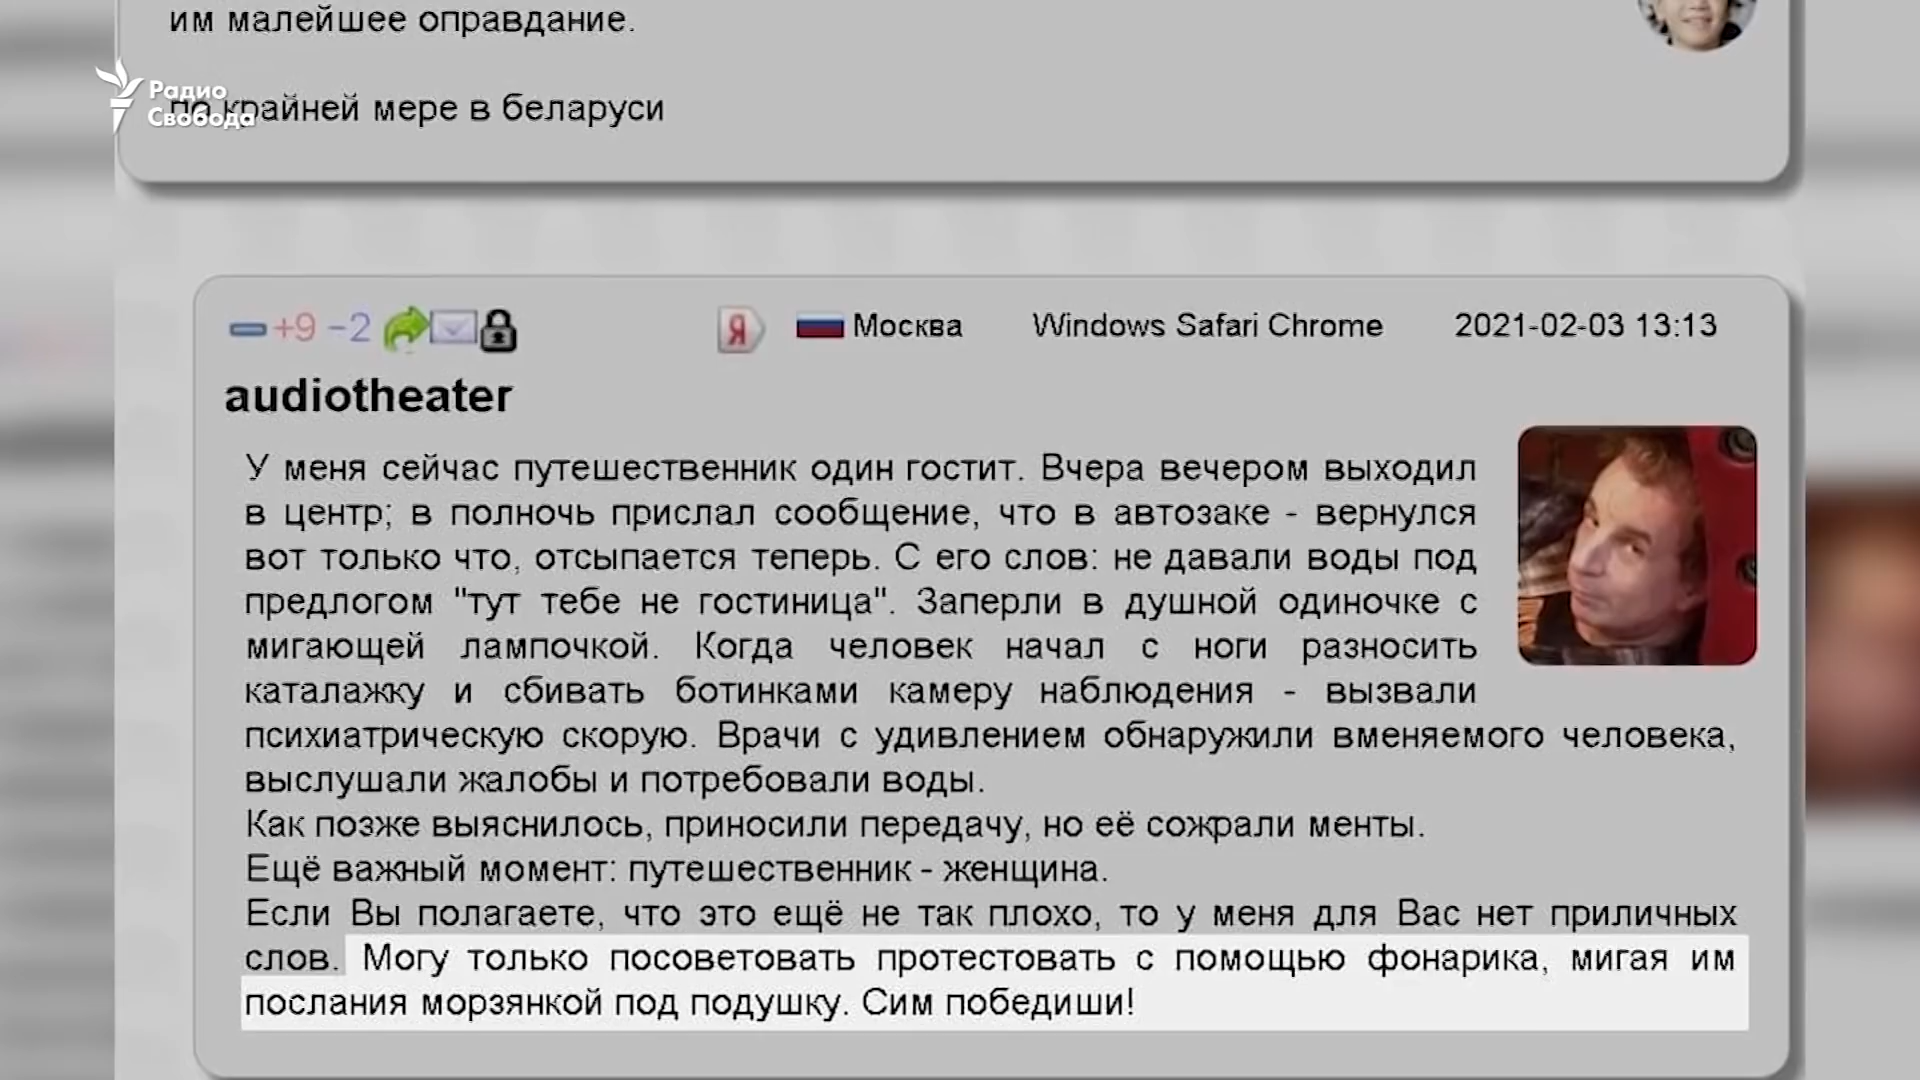 им малейшее оправдание.
Радио
Свобода
по крайней мере в беларуси
+9 -2 Я Москва Windows Safari Chrome 2021-02-03 13:13
audiotheater
У меня сейчас путешественник один гостит. Вчера вечером выходил
в центр; в полночь прислал сообщение, что в автозаке - вернулся
вот только что, отсыпается теперь. С его слов: не давали воды под
предлогом "тут тебе не гостиница". Заперли в душной одиночке с
мигающей лампочкой. Когда человек начал с ноги разносить
каталажку и сбивать ботинками камеру наблюдения - вызвали
психиатрическую скорую. Врачи с удивлением обнаружили вменяемого человека,
выслушали жалобы и потребовали воды.
Как позже выяснилось, приносили передачу, но её сожрали менты.
Ещё важный момент: путешественник - женщина.
Если Вы полагаете, что это ещё не так плохо, то у меня для Вас нет приличных
слов. Могу только посоветовать протестовать с помощью фонарика, мигая им
послания морзянкой под подушку. Сим победиши!